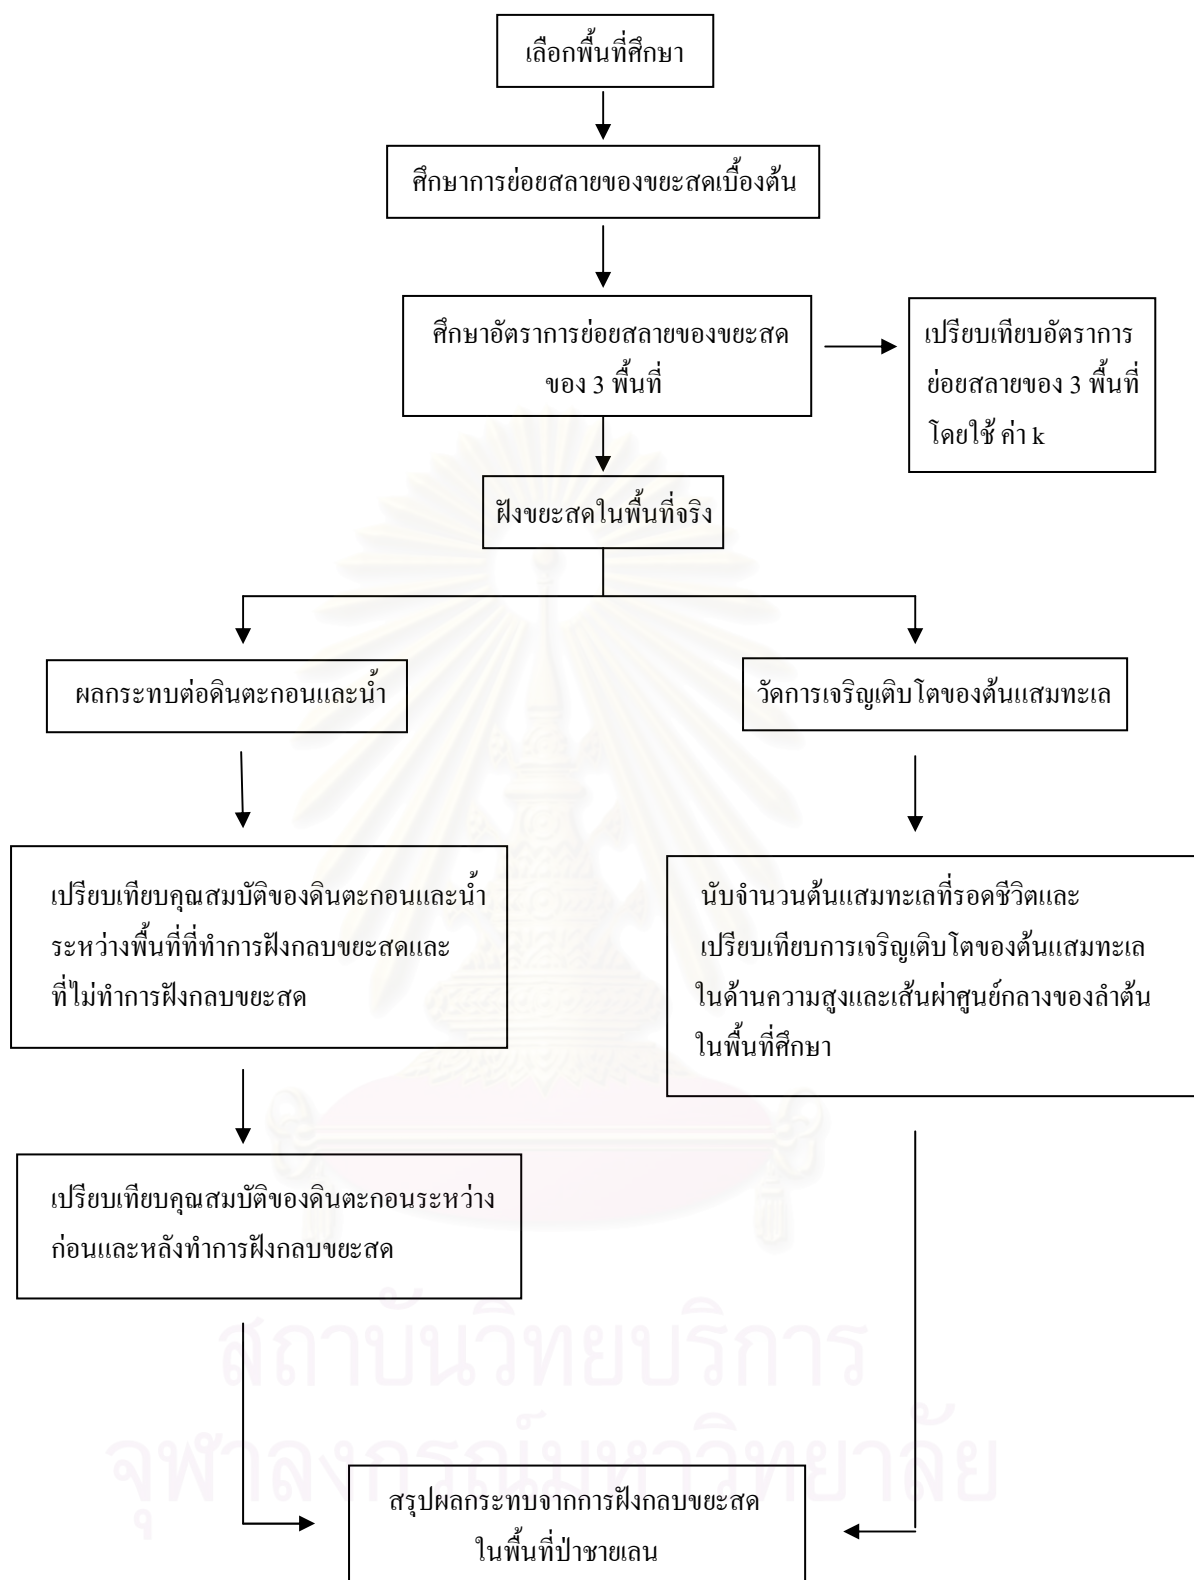 เลือกพื้นที่ศึกษา
ศึกษาการย่อยสลายของขยะสดเบื้องต้น
ศึกษาอัตราการย่อยสลายของขยะสด
ของ 3 พื้นที่
เปรียบเทียบอัตราการ
ย่อยสลายของ 3 พื้นที่
โดยใช้ ค่า k
ฝังขยะสดในพื้นที่จริง
ผลกระทบต่อดินตะกอนและน้ำ
วัดการเจริญเติบโตของต้นแสมทะเล
เปรียบเทียบคุณสมบัติของดินตะกอนและน้ำ
ระหว่างพื้นที่ที่ทำการฝังกลบขยะสดและ
ที่ไม่ทำการฝังกลบขยะสด
นับจำนวนต้นแสมทะเลที่รอดชีวิตและ
เปรียบเทียบการเจริญเติบโตของต้นแสมทะเล
ในด้านความสูงและเส้นผ่าศูนย์กลางของลำต้น
ในพื้นที่ศึกษา
เปรียบเทียบคุณสมบัติของดินตะกอนระหว่าง
ก่อนและหลังทำการฝังกลบขยะสด
สถาบันวิทยบริการ
จุฬาลงกรณ์มหาวิทยาลัย
สรุปผลกระทบจากการฝังกลบขยะสด
ในพื้นที่ป่าชายเลน